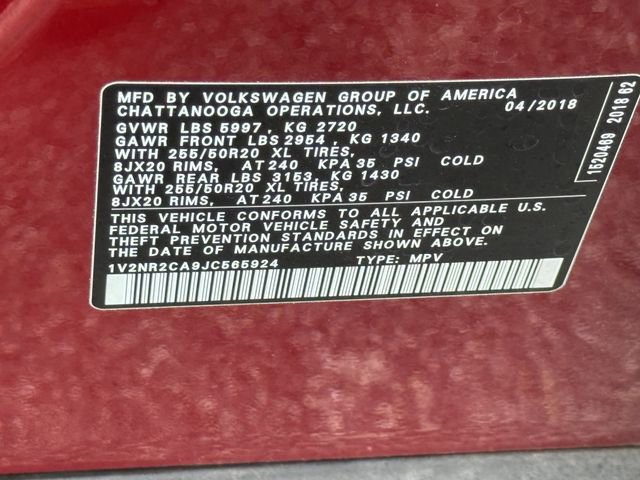 MFD BY VOLKSWAGEN GROUP OF AMERICA
CHATTANOOGA OPERATIONS, LLC. 04/2018
GVWR LBS 5997 , KG 2720
GAWR FRONT LBS 2954 , KG 1340
WITH 255/50R20 XL TIRES,
8JX20 RIMS, AT 240 KPA 35 PSI COLD
GAWR REAR LBS 3153, KG 1430
WITH 255/50R20 XL TIRES,
8JX20 RIMS, AT 240 KPA 35 PSI COLD
THIS VEHICLE CONFORMS TO ALL APPLICABLE U.S.
FEDERAL MOTOR VEHICLE SAFETY AND
THEFT PREVENTION STANDARDS IN EFFECT ON
THE DATE OF MANUFACTURE SHOWN ABOVE.
1V2NR2CA9JC565924 TYPE: MPV
1520469 2018 62